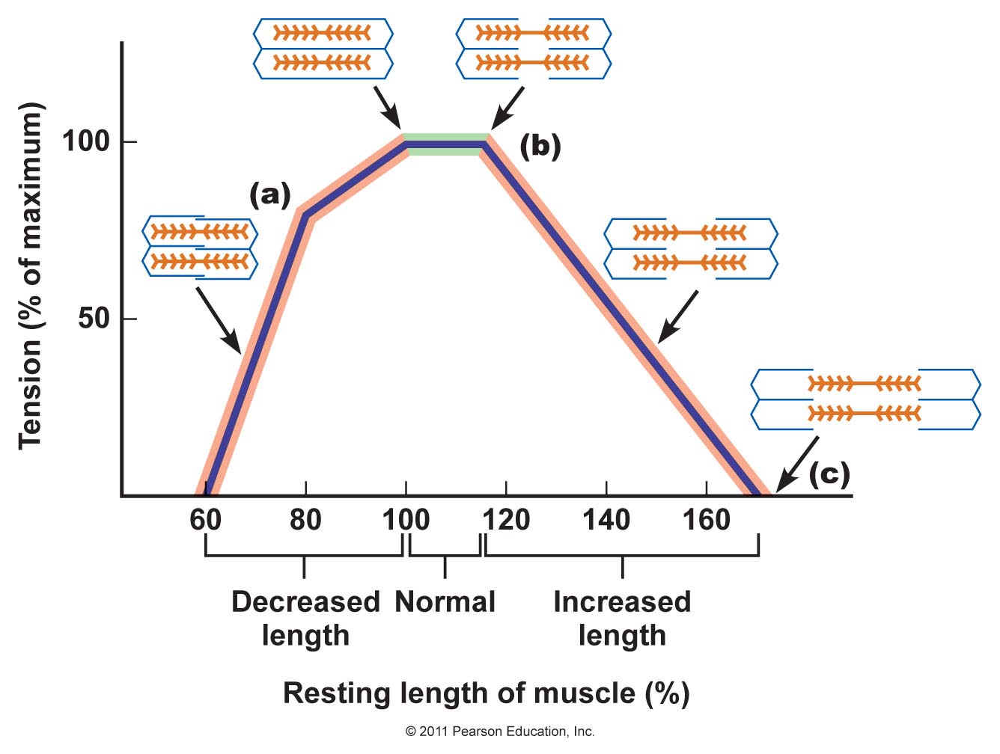 Tension (% of maximum)
100
50
(a)
(b)
(c)
60 80 100 120 140 160
Decreased
length
Normal
Increased
length
Resting length of muscle (%)
© 2011 Pearson Education, Inc.